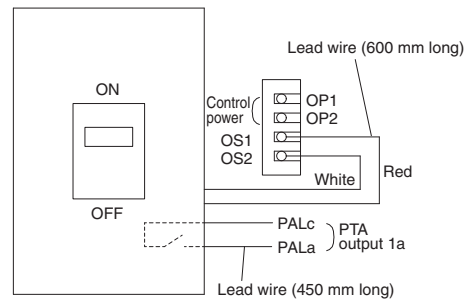 Lead wire (600 mm long)
ON
OFF
Control
power
OP1
OP2
OS1
OS2
White
Red
PALc
PALa
PTA
output 1a
Lead wire (450 mm long)